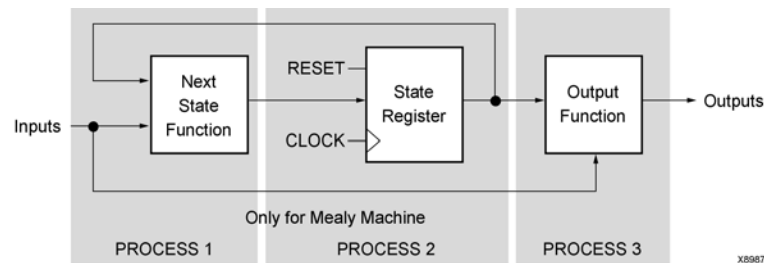 Inputs
Next
State
Function
RESET
CLOCK
State
Register
Output
Function
Outputs
Only for Mealy Machine
PROCESS 1
PROCESS 2
PROCESS 3
X8987